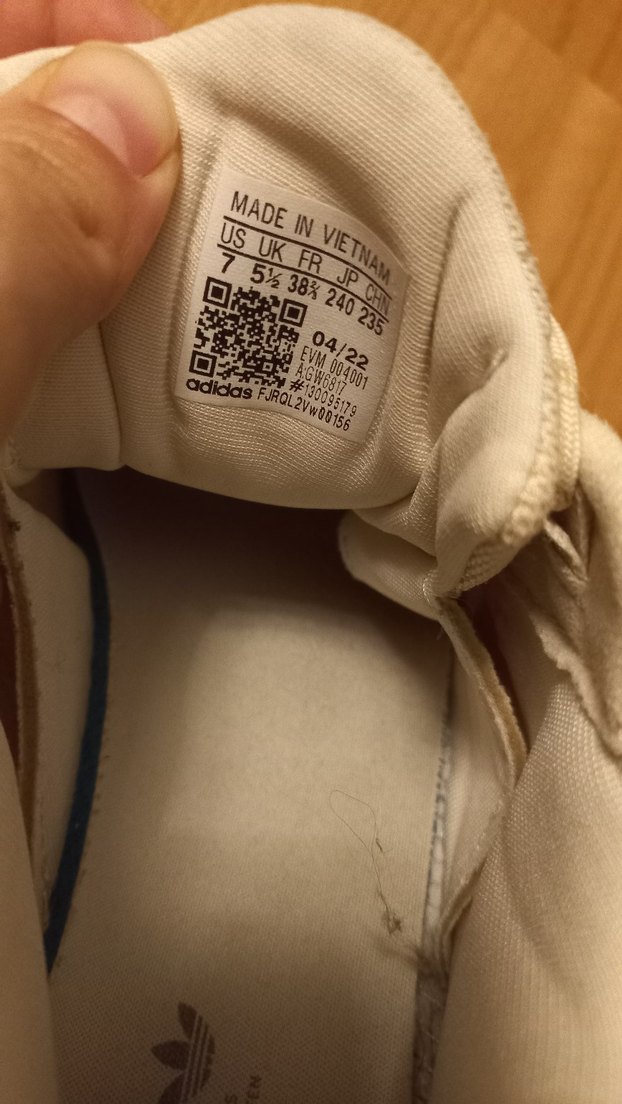 MADE IN VIETNAM
US UK FR JP CHN
7 5½ 38⅔ 240 235
04/22
EVM 004001
A:GW6817
#130095179
adidas FJRQL2Vw00156